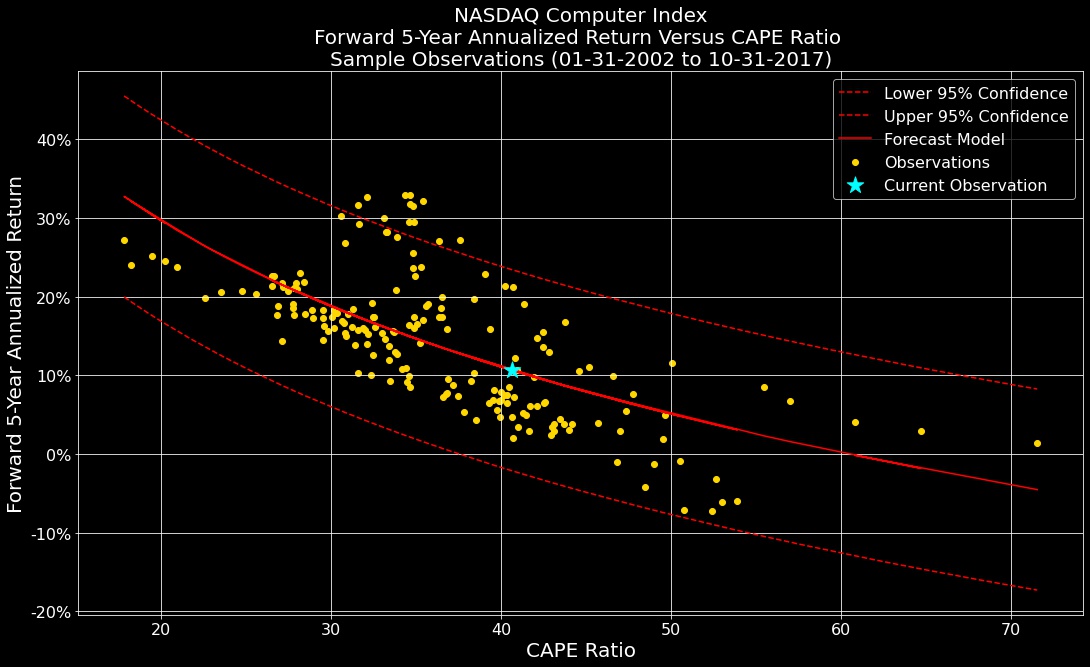 NASDAQ Computer Index
Forward 5-Year Annualized Return Versus CAPE Ratio
Sample Observations (01-31-2002 to 10-31-2017)
Lower 95% Confidence
Upper 95% Confidence
Forecast Model
Observations
Current Observation
Forward 5-Year Annualized Return
40%
30%
20%
10%
0%
-10%
-20%
20 30 40 50 60 70
CAPE Ratio